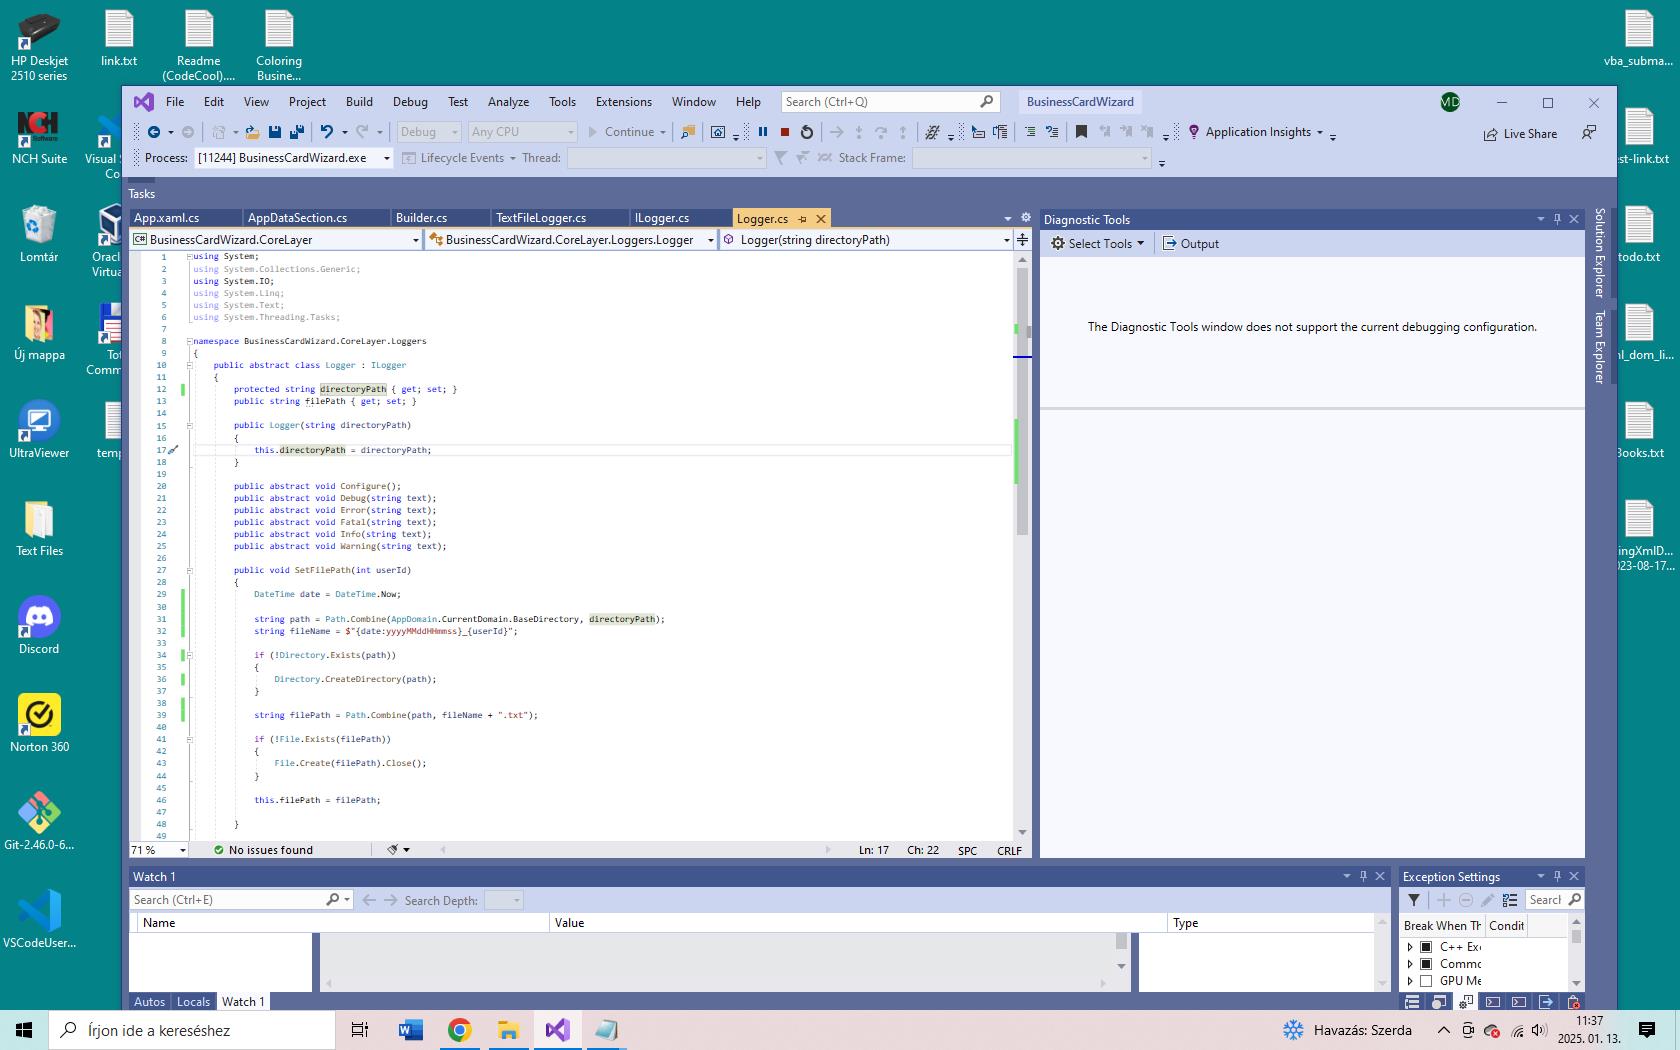 HP Deskjet
2510 series
link.txt
Readme
(CodeCool)....
Coloring
Busine...
vba_subma...
NCH
Software
NCH Suite
Visual S
Co
Lomtár
Oracl
Virtua
Új mappa
Tot
Comm
UltraViewer
temp
Text Files
Discord
Norton 360
Git-2.46.0-6...
VSCodeUser...
est-link.txt
todo.txt
ml_dom_li...
Books.txt
ingXmlD...
023-08-17...
File Edit View Project Build Debug Test Analyze Tools Extensions Window Help Search (Ctrl+Q) BusinessCardWizard MD
Debug Any CPU Continue Application Insights Live Share
Process: [11244] BusinessCardWizard.exe Lifecycle Events Thread: Stack Frame:
Tasks
App.xaml.cs AppDataSection.cs Builder.cs TextFileLogger.cs ILogger.cs Logger.cs
C# BusinessCardWizard.CoreLayer BusinessCardWizard.CoreLayer.Loggers.Logger Logger(string directoryPath)
1 using System;
2 using System.Collections.Generic;
3 using System.IO;
4 using System.Linq;
5 using System.Text;
6 using System.Threading.Tasks;
7
8 namespace BusinessCardWizard.CoreLayer.Loggers
9 {
10 public abstract class Logger : ILogger
11 {
12 protected string directoryPath { get; set; }
13 public string filePath { get; set; }
14
15 public Logger(string directoryPath)
16 {
17 this.directoryPath = directoryPath;
18 }
19
20 public abstract void Configure();
21 public abstract void Debug(string text);
22 public abstract void Error(string text);
23 public abstract void Fatal(string text);
24 public abstract void Info(string text);
25 public abstract void Warning(string text);
26
27 public void SetFilePath(int userId)
28 {
29 DateTime date = DateTime.Now;
30
31 string path = Path.Combine(AppDomain.CurrentDomain.BaseDirectory, directoryPath);
32 string fileName = $"{date:yyyyMMddHHmmss}_{userId}";
33
34 if (!Directory.Exists(path))
35 {
36 Directory.CreateDirectory(path);
37 }
38
39 string filePath = Path.Combine(path, fileName + ".txt");
40
41 if (!File.Exists(filePath))
42 {
43 File.Create(filePath).Close();
44 }
45
46 this.filePath = filePath;
47
48 }
49
71 % No issues found Ln: 17 Ch: 22 SPC CRLF
Diagnostic Tools
Select Tools Output
The Diagnostic Tools window does not support the current debugging configuration.
Solution Explorer
Team Explorer
Watch 1
Search (Ctrl+E) Search Depth:
Name Value Type
Autos Locals Watch 1
Exception Settings
Search
Break When Th Condit
C++ Exc
Commo
GPU Me
Írjon ide a kereséshez
Havazás: Szerda
11:37
2025. 01. 13.